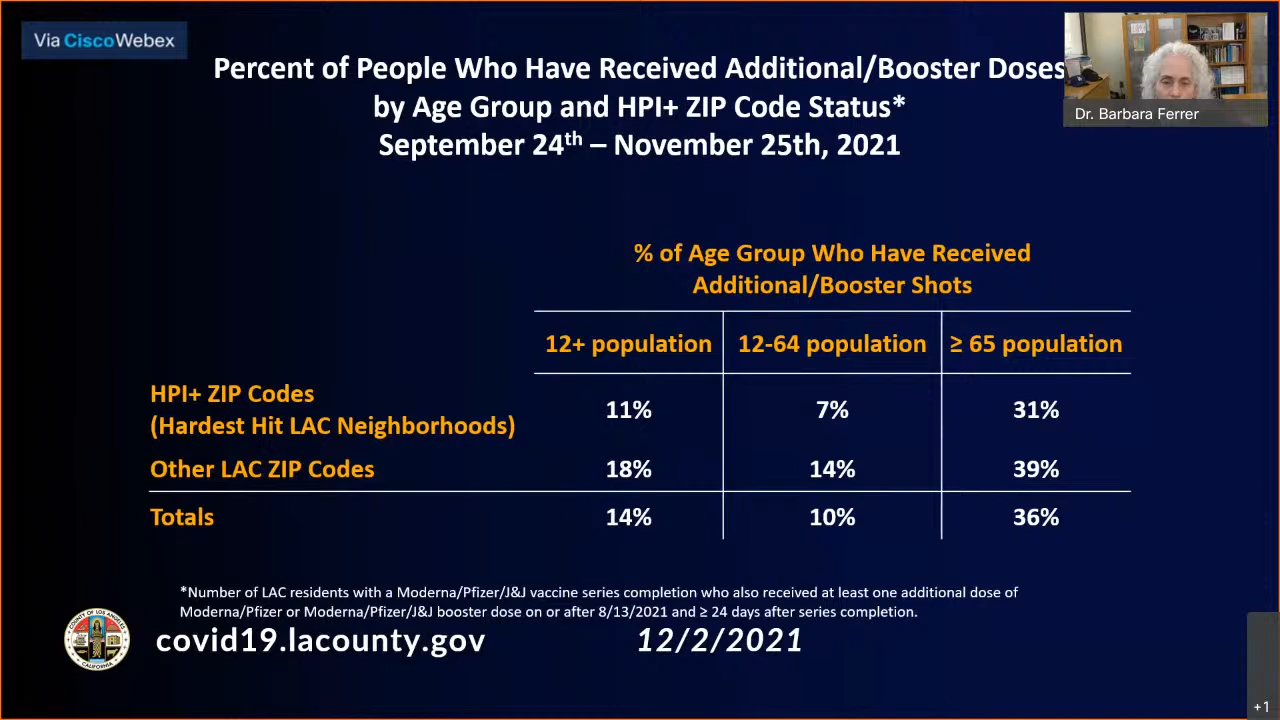 Via CiscoWebex
Percent of People Who Have Received Additional/Booster Doses
by Age Group and HPI+ ZIP Code Status*
September 24th – November 25th, 2021
Dr. Barbara Ferrer
% of Age Group Who Have Received
Additional/Booster Shots
12+ population 12-64 population ≥ 65 population
HPI+ ZIP Codes
(Hardest Hit LAC Neighborhoods) 11% 7% 31%
Other LAC ZIP Codes 18% 14% 39%
Totals 14% 10% 36%
*Number of LAC residents with a Moderna/Pfizer/J&J vaccine series completion who also received at least one additional dose of
Moderna/Pfizer or Moderna/Pfizer/J&J booster dose on or after 8/13/2021 and ≥ 24 days after series completion.
COUNTY OF LOS ANGELES
CALIFORNIA
covid19.lacounty.gov 12/2/2021
+1